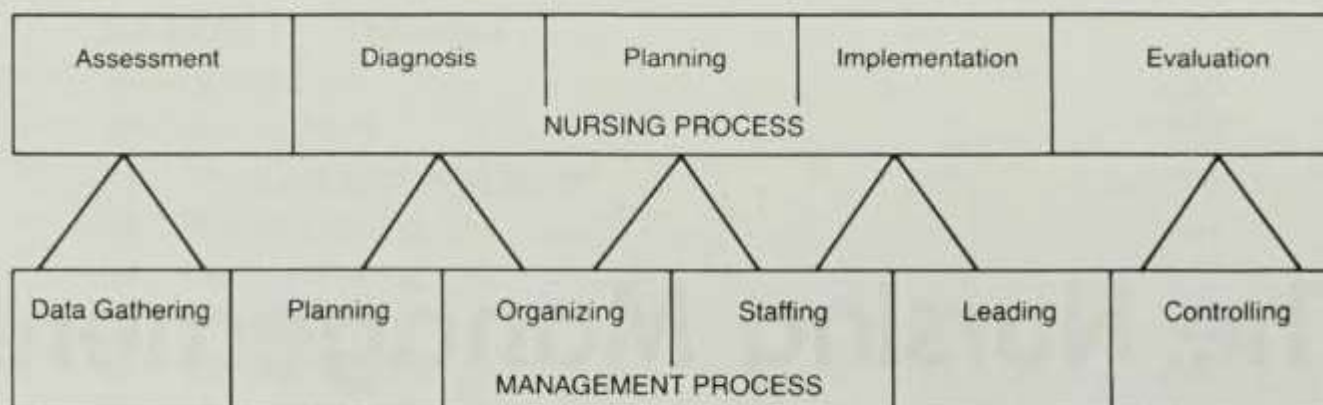 Assessment Diagnosis Planning Implementation Evaluation
NURSING PROCESS
Data Gathering Planning Organizing Staffing Leading Controlling
MANAGEMENT PROCESS